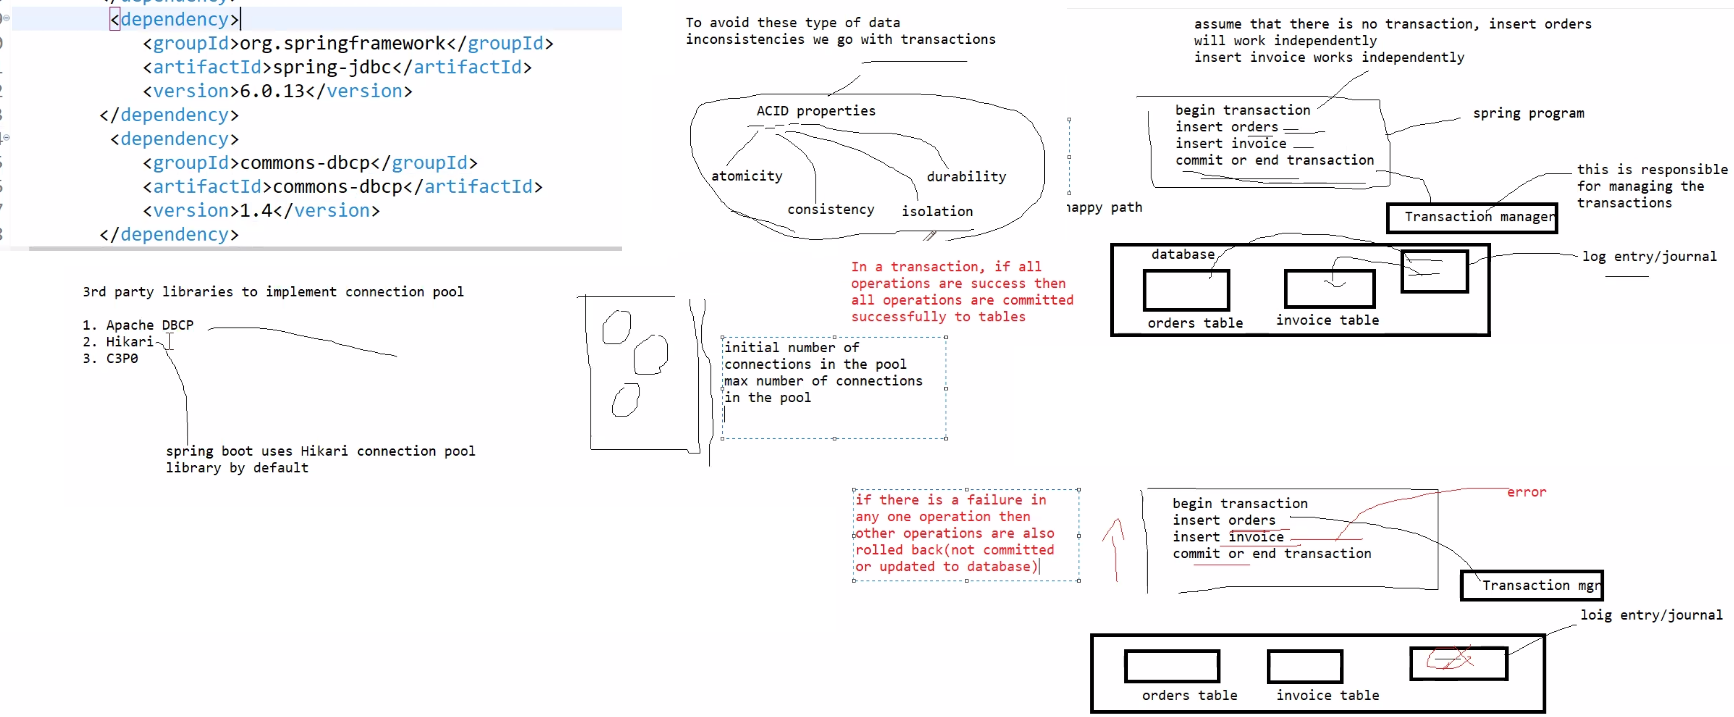 <dependency>
<groupId>org.springframework</groupId>
<artifactId>spring-jdbc</artifactId>
<version>6.0.13</version>
</dependency>
<dependency>
<groupId>commons-dbcp</groupId>
<artifactId>commons-dbcp</artifactId>
<version>1.4</version>
</dependency>
3rd party libraries to implement connection pool
1. Apache DBCP
2. Hikari
3. C3P0
spring boot uses Hikari connection pool
library by default
initial number of
connections in the pool
max number of connections
in the pool
To avoid these type of data
inconsistencies we go with transactions
ACID properties
atomicity
consistency
isolation
durability
In a transaction, if all
operations are success then
all operations are committed
successfully to tables
assume that there is no transaction, insert orders
will work independently
insert invoice works independently
begin transaction
insert orders
insert invoice
commit or end transaction
spring program
this is responsible
for managing the
transactions
happy path
Transaction manager
database
log entry/journal
orders table
invoice table
if there is a failure in
any one operation then
other operations are also
rolled back(not committed
or updated to database)
begin transaction
insert orders
insert invoice
commit or end transaction
error
Transaction mgr
loig entry/journal
orders table
invoice table